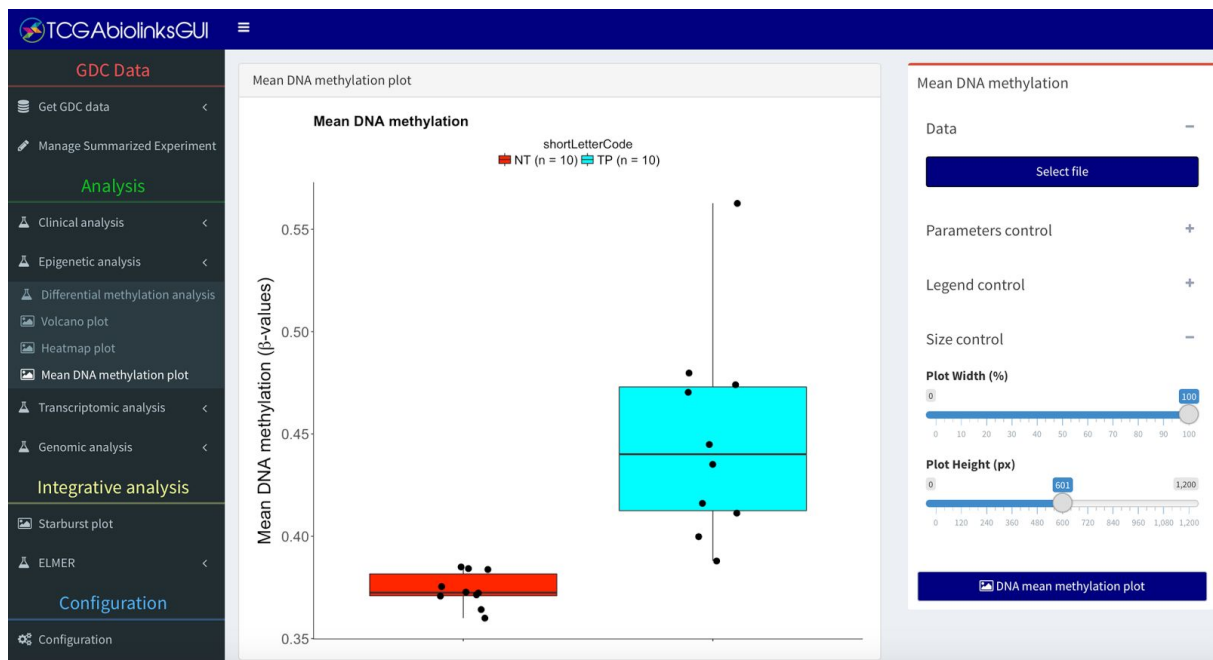 TCGAbiolinksGUI
GDC Data
Get GDC data
Manage Summarized Experiment
Analysis
Clinical analysis
Epigenetic analysis
Differential methylation analysis
Volcano plot
Heatmap plot
Mean DNA methylation plot
Transcriptomic analysis
Genomic analysis
Integrative analysis
Starburst plot
ELMER
Configuration
Configuration
Mean DNA methylation plot
Mean DNA methylation
shortLetterCode
NT (n = 10) TP (n = 10)
Mean DNA methylation (β-values)
0.55
0.50
0.45
0.40
0.35
Mean DNA methylation
Data
Select file
Parameters control
Legend control
Size control
Plot Width (%)
0 100
0 10 20 30 40 50 60 70 80 90 100
Plot Height (px)
0 601 1,200
0 120 240 360 480 600 720 840 960 1,080 1,200
DNA mean methylation plot